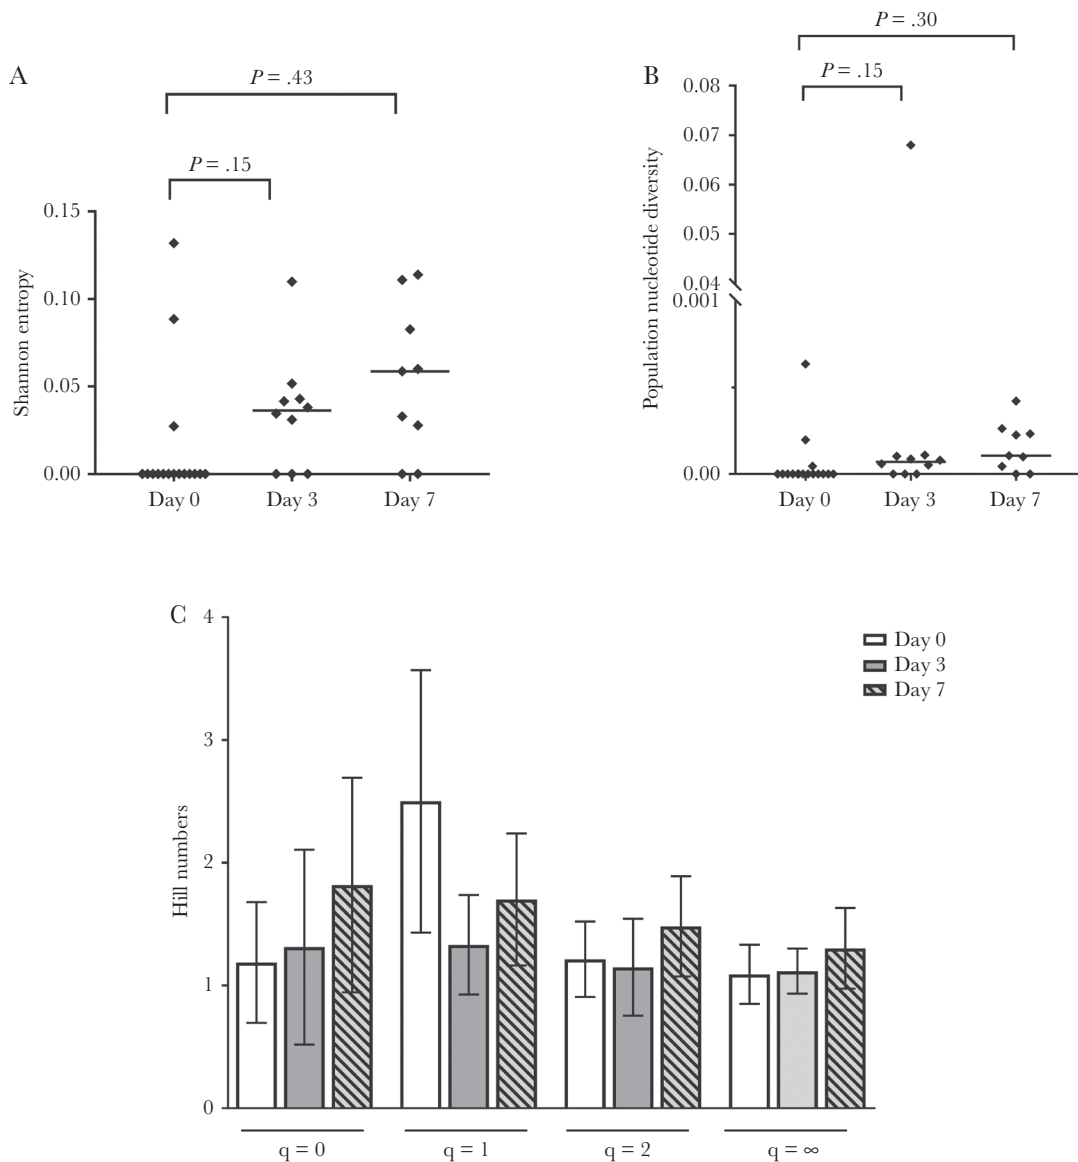 A
P = .43
P = .15
Shannon entropy
0.15
0.10
0.05
0.00
Day 0
Day 3
Day 7
B
P = .30
P = .15
Population nucleotide diversity
0.08
0.07
0.06
0.05
0.04
0.001
0.00
Day 0
Day 3
Day 7
C
Hill numbers
4
3
2
1
0
Day 0
Day 3
Day 7
q = 0
q = 1
q = 2
q = ∞